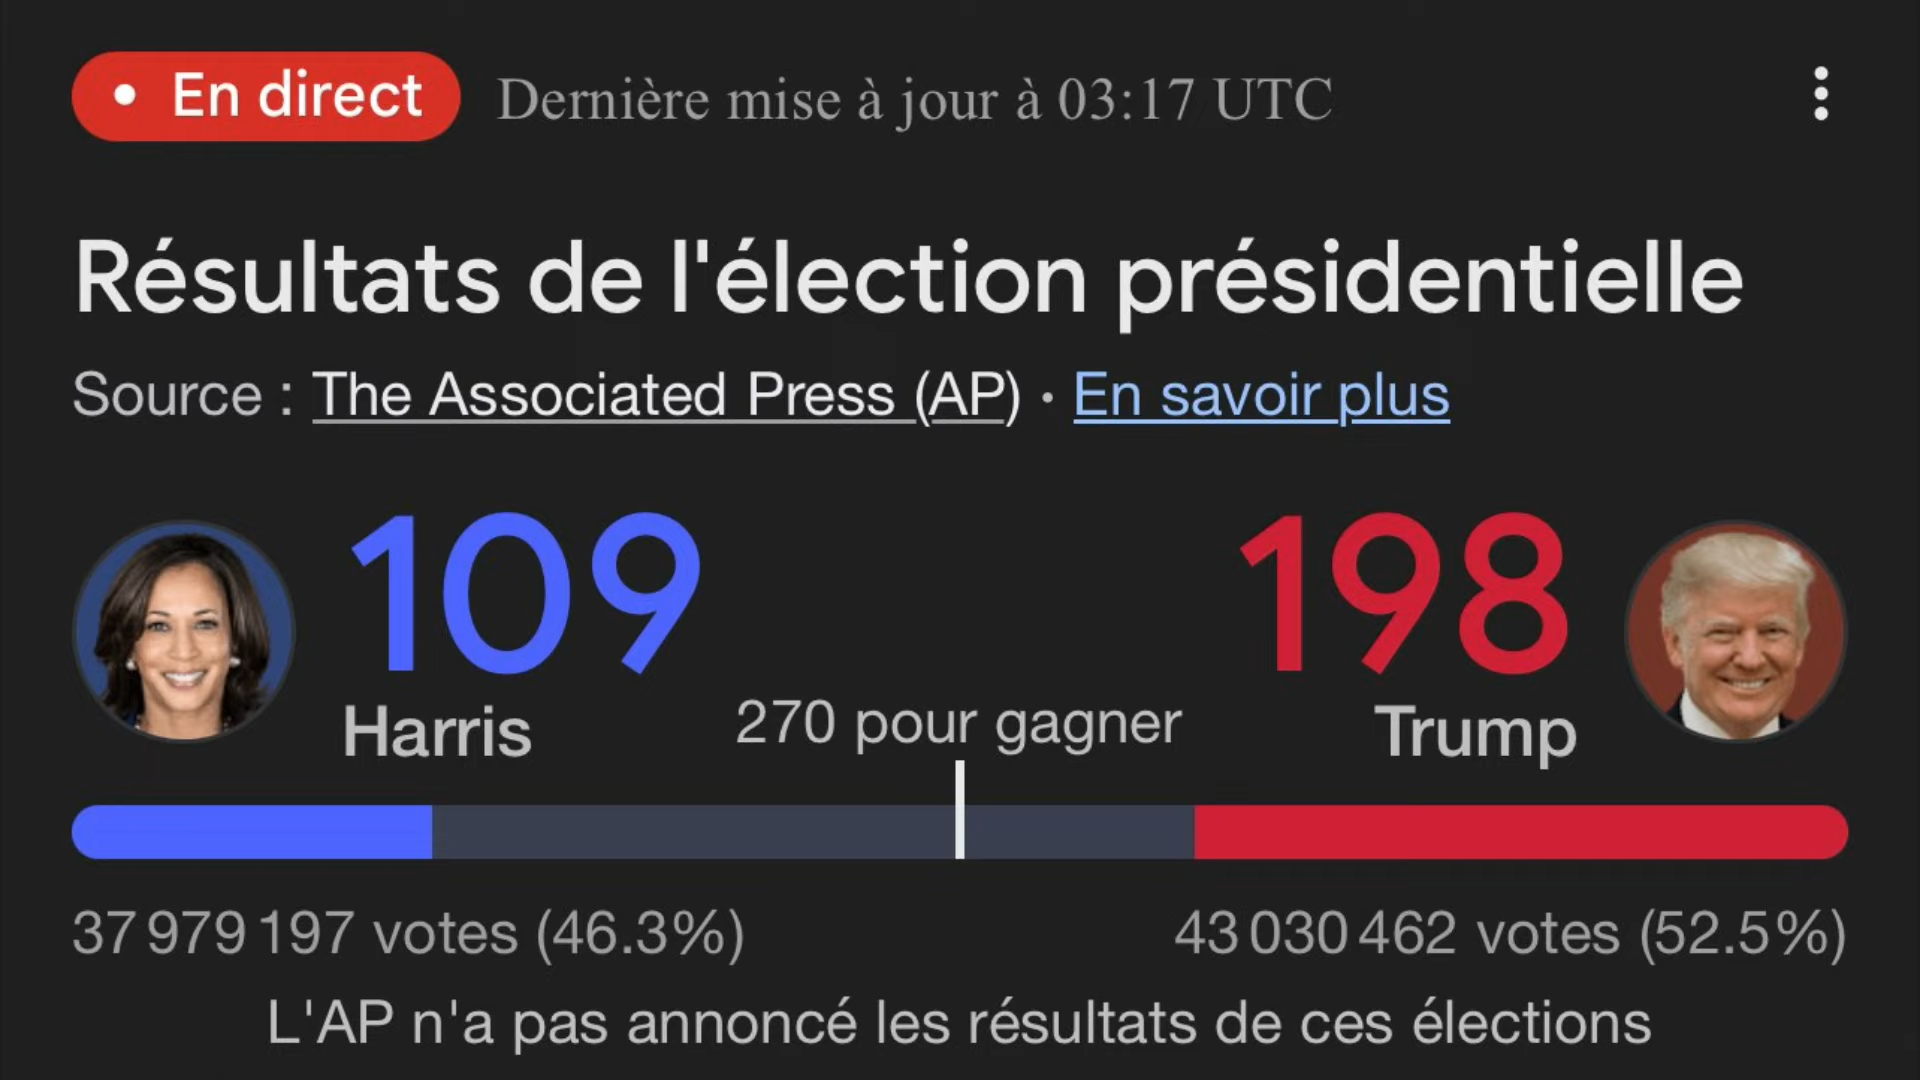 • En direct Dernière mise à jour à 03:17 UTC
Résultats de l'élection présidentielle
Source : The Associated Press (AP) · En savoir plus
109 198
Harris 270 pour gagner Trump
37 979 197 votes (46.3%) 43 030 462 votes (52.5%)
L'AP n'a pas annoncé les résultats de ces élections